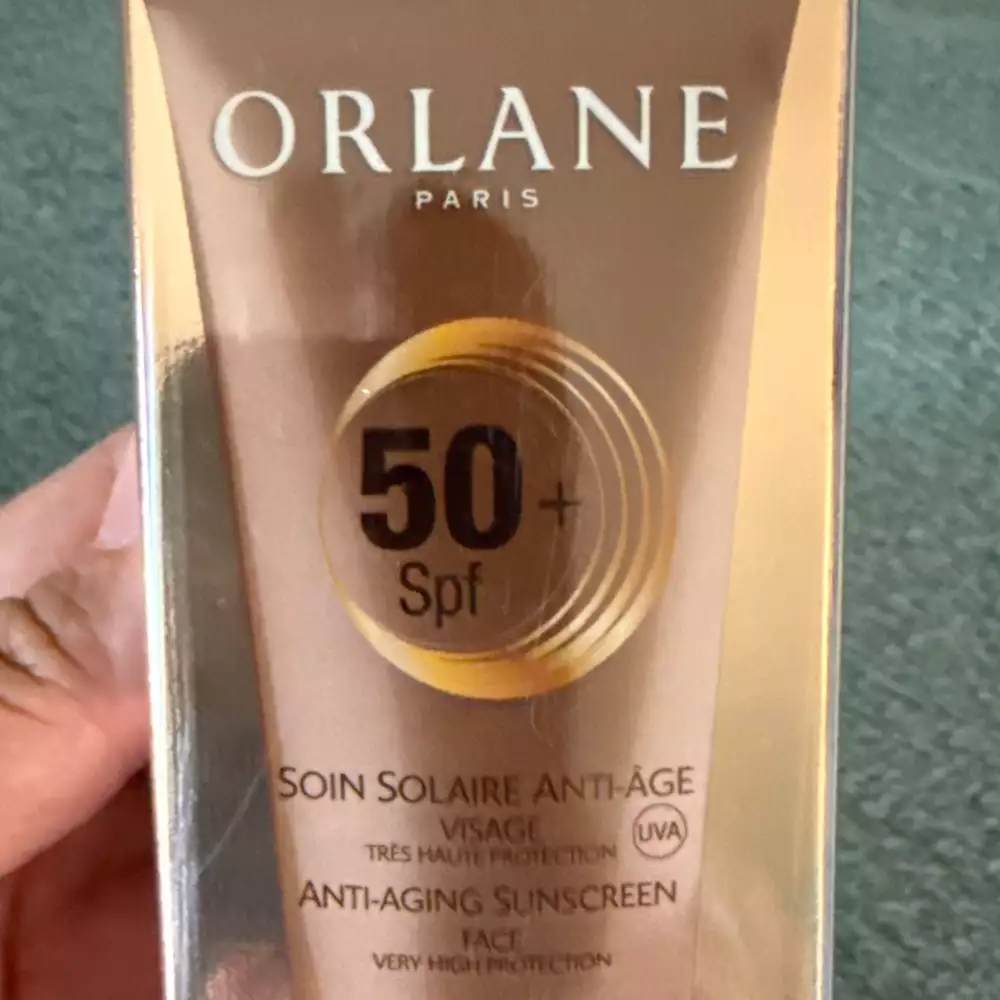 ORLANE
PARIS
50+
Spf
SOIN SOLAIRE ANTI-ÂGE
VISAGE
UVA
TRÈS HAUTE PROTECTION
ANTI-AGING SUNSCREEN
FACE
VERY HIGH PROTECTION